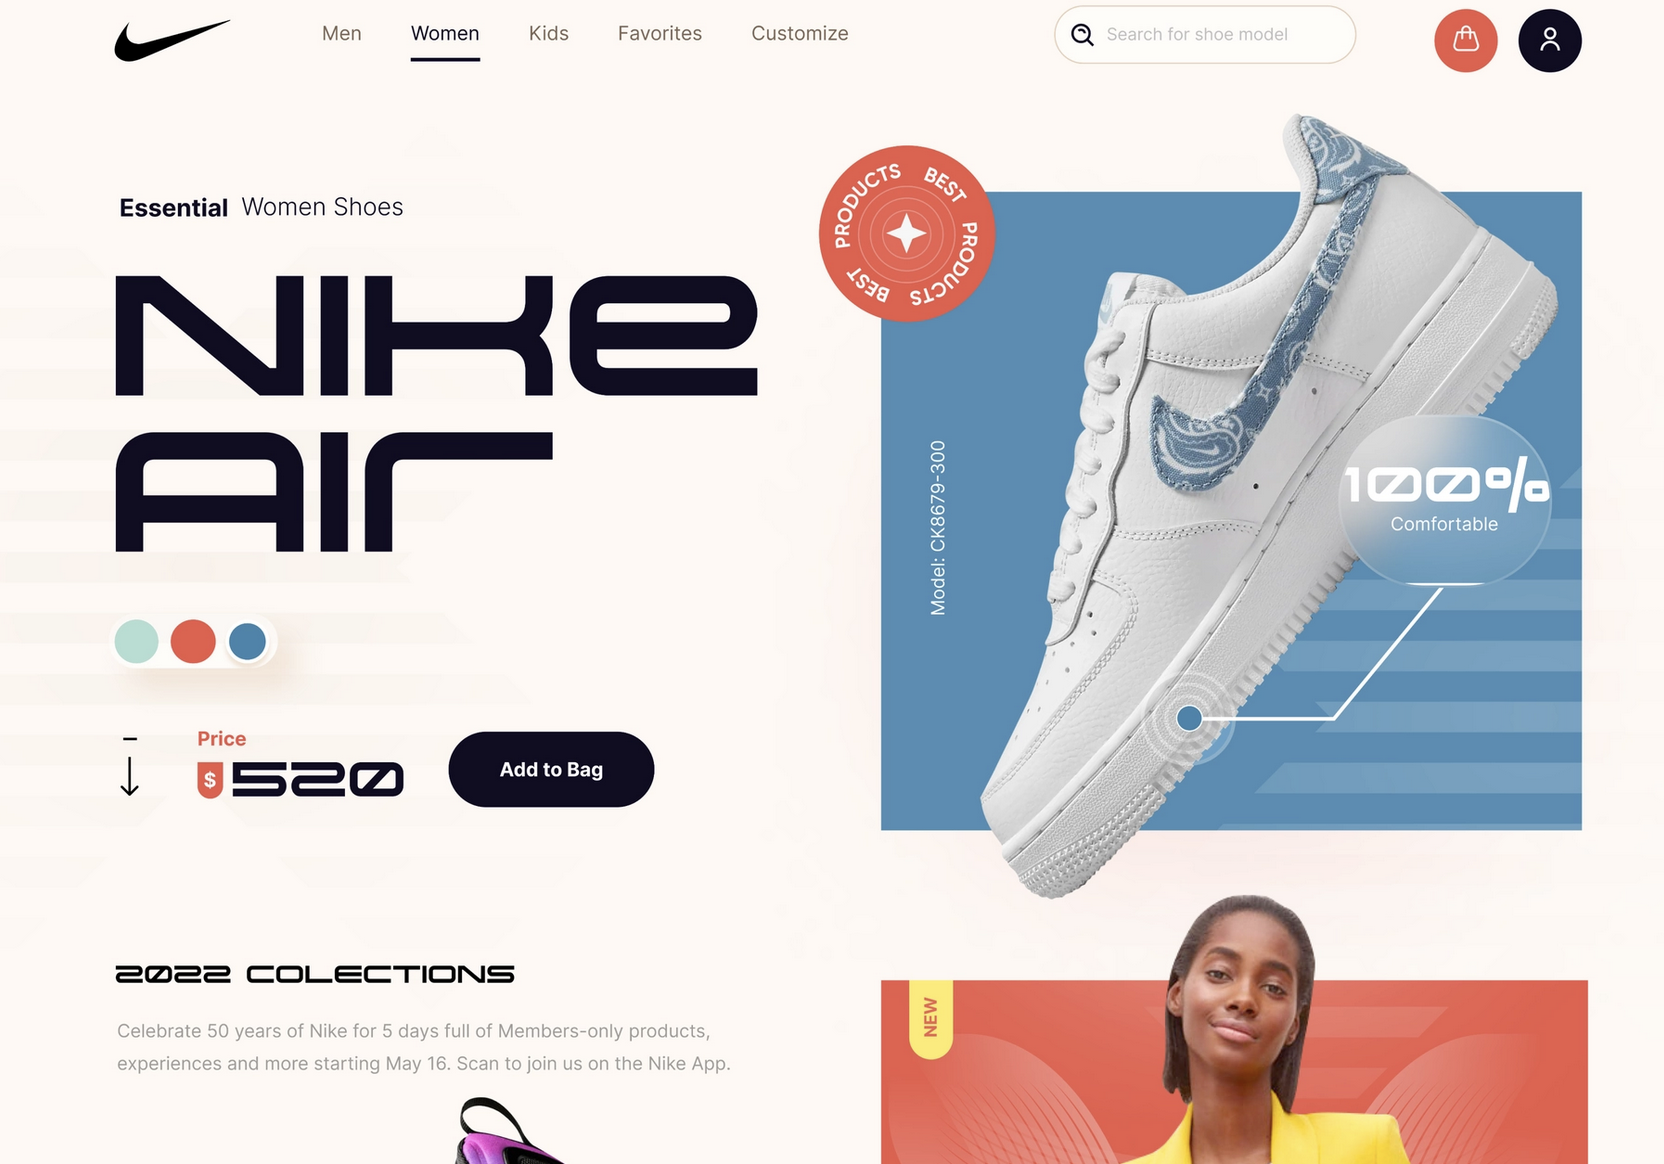 Men Women Kids Favorites Customize
Search for shoe model
Essential Women Shoes
NIKE
AIR
Price
$ 520
Add to Bag
BEST PRODUCTS BEST PRODUCTS
Model: CK8679-300
100%
Comfortable
2022 COLECTIONS
Celebrate 50 years of Nike for 5 days full of Members-only products,
experiences and more starting May 16. Scan to join us on the Nike App.
NEW